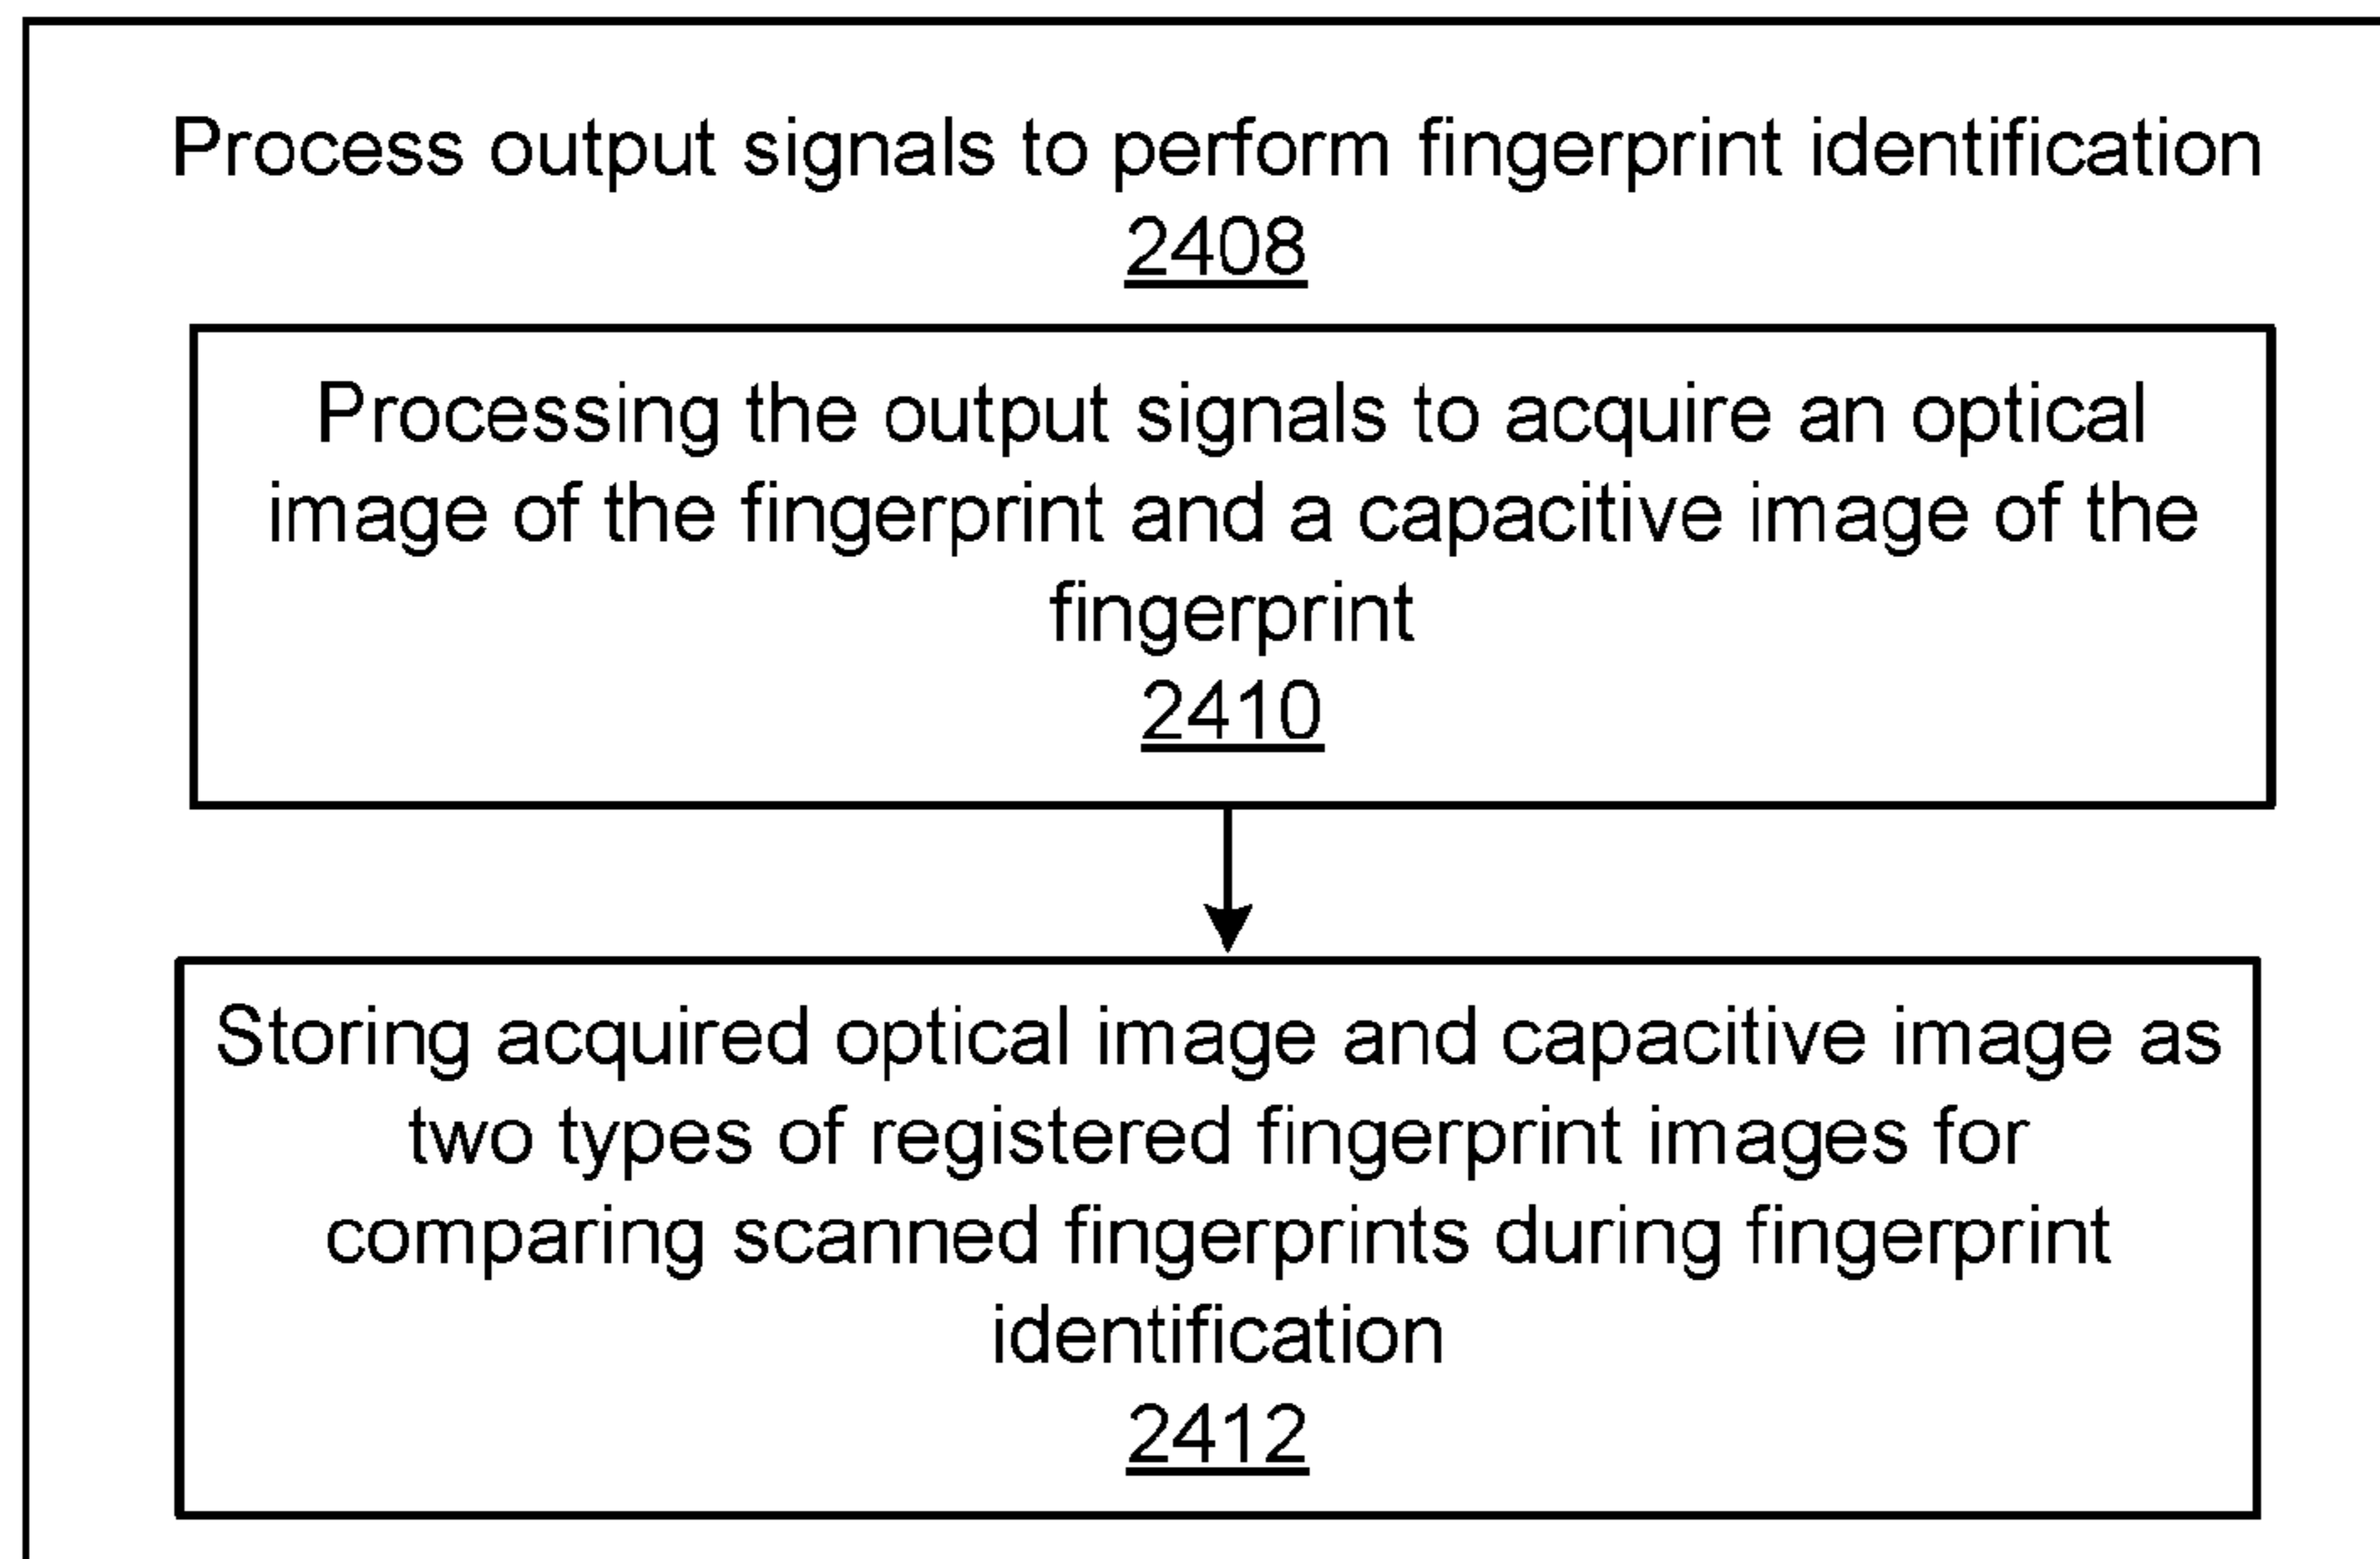 Process output signals to perform fingerprint identification
2408
Processing the output signals to acquire an optical
image of the fingerprint and a capacitive image of the
fingerprint
2410
Storing acquired optical image and capacitive image as
two types of registered fingerprint images for
comparing scanned fingerprints during fingerprint
identification
2412